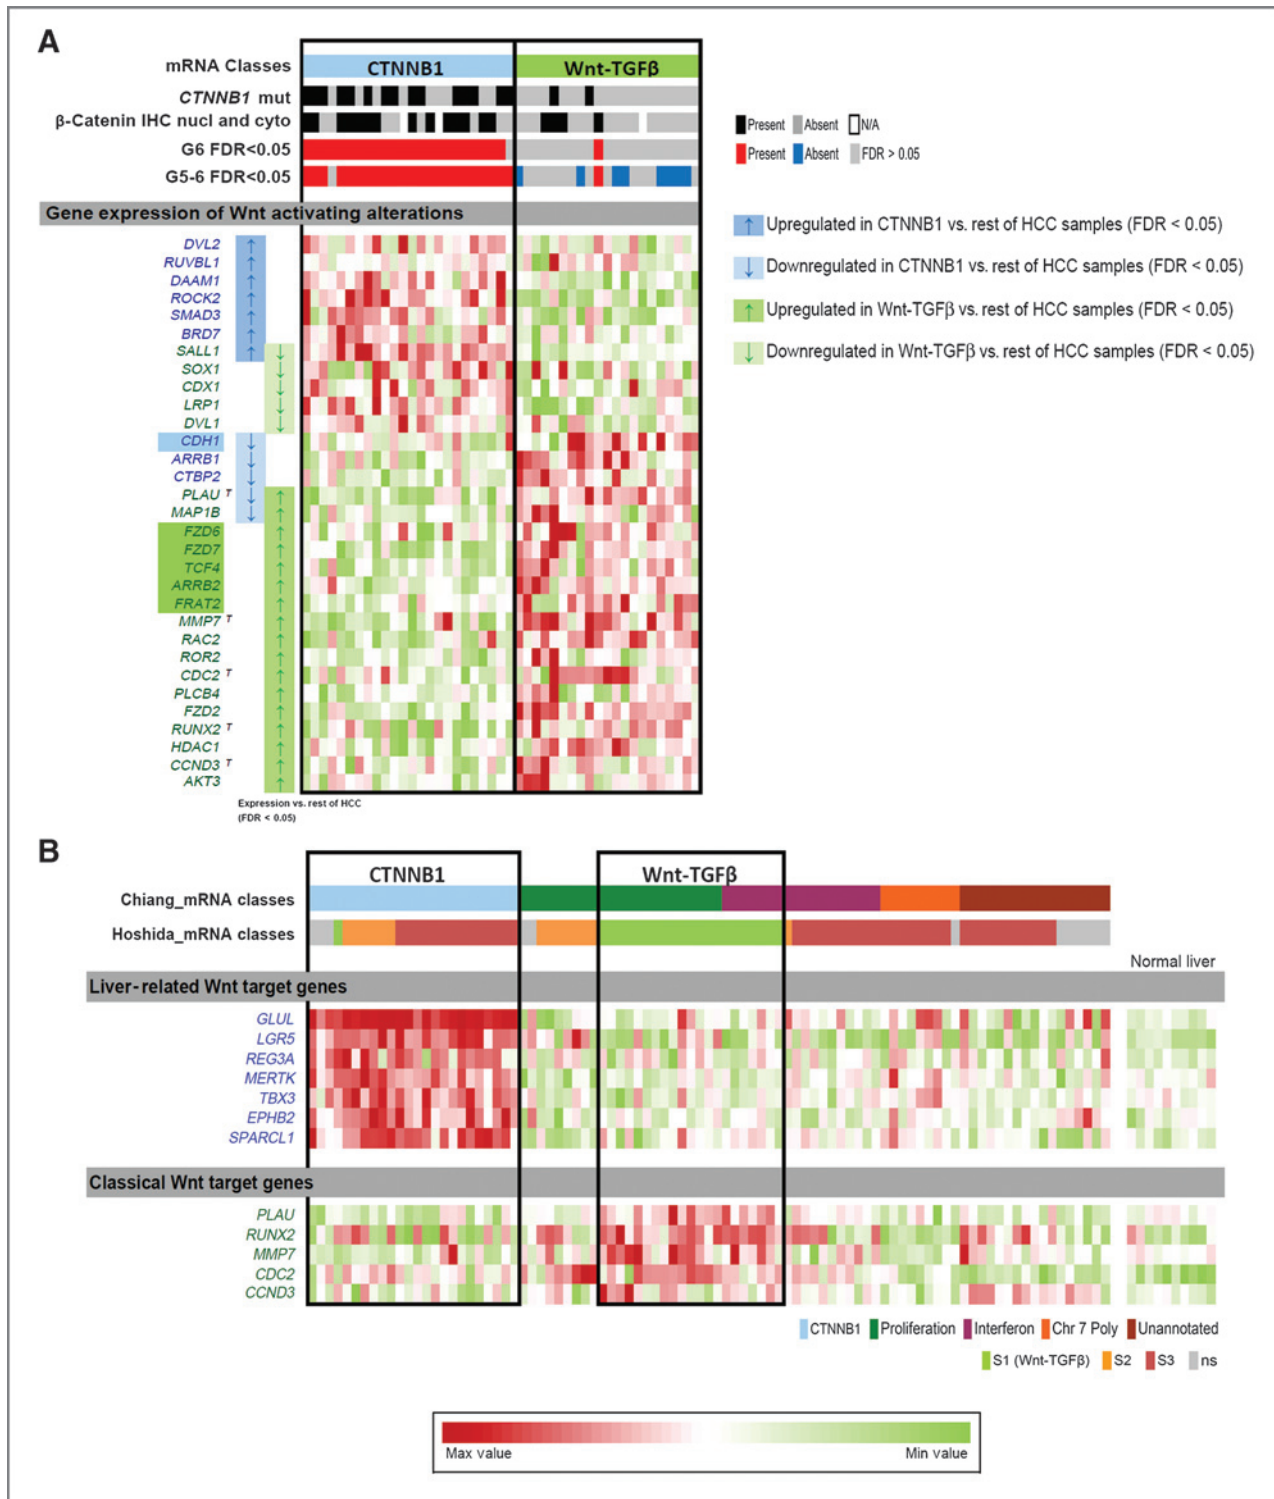 A
mRNA Classes
CTNNB1
Wnt-TGFβ
CTNNB1 mut
β-Catenin IHC nucl and cyto
G6 FDR<0.05
G5-6 FDR<0.05
Present
Absent
N/A
Present
Absent
FDR > 0.05
Gene expression of Wnt activating alterations
↑ Upregulated in CTNNB1 vs. rest of HCC samples (FDR < 0.05)
↓ Downregulated in CTNNB1 vs. rest of HCC samples (FDR < 0.05)
↑ Upregulated in Wnt-TGFβ vs. rest of HCC samples (FDR < 0.05)
↓ Downregulated in Wnt-TGFβ vs. rest of HCC samples (FDR < 0.05)
DVL2 ↑
RUVBL1 ↑
DAAM1 ↑
ROCK2 ↑
SMAD3 ↑
BRD7 ↑
SALL1 ↑ ↓
SOX1 ↓
CDX1 ↓
LRP1 ↓
DVL1 ↓
CDH1 ↓
ARRB1 ↓
CTBP2 ↓
PLAU T ↓ ↑
MAP1B ↓ ↑
FZD6 ↑
FZD7 ↑
TCF4 ↑
ARRB2 ↑
FRAT2 ↑
MMP7 T ↑
RAC2 ↑
ROR2 ↑
CDC2 T ↑
PLCB4 ↑
FZD2 ↑
RUNX2 T ↑
HDAC1 ↑
CCND3 T ↑
AKT3 ↑
Expression vs. rest of HCC
(FDR < 0.05)
B
CTNNB1
Wnt-TGFβ
Chiang_mRNA classes
Hoshida_mRNA classes
Normal liver
Liver-related Wnt target genes
GLUL
LGR5
REG3A
MERTK
TBX3
EPHB2
SPARCL1
Classical Wnt target genes
PLAU
RUNX2
MMP7
CDC2
CCND3
CTNNB1
Proliferation
Interferon
Chr 7 Poly
Unannotated
S1 (Wnt-TGFβ)
S2
S3
ns
Max value
Min value